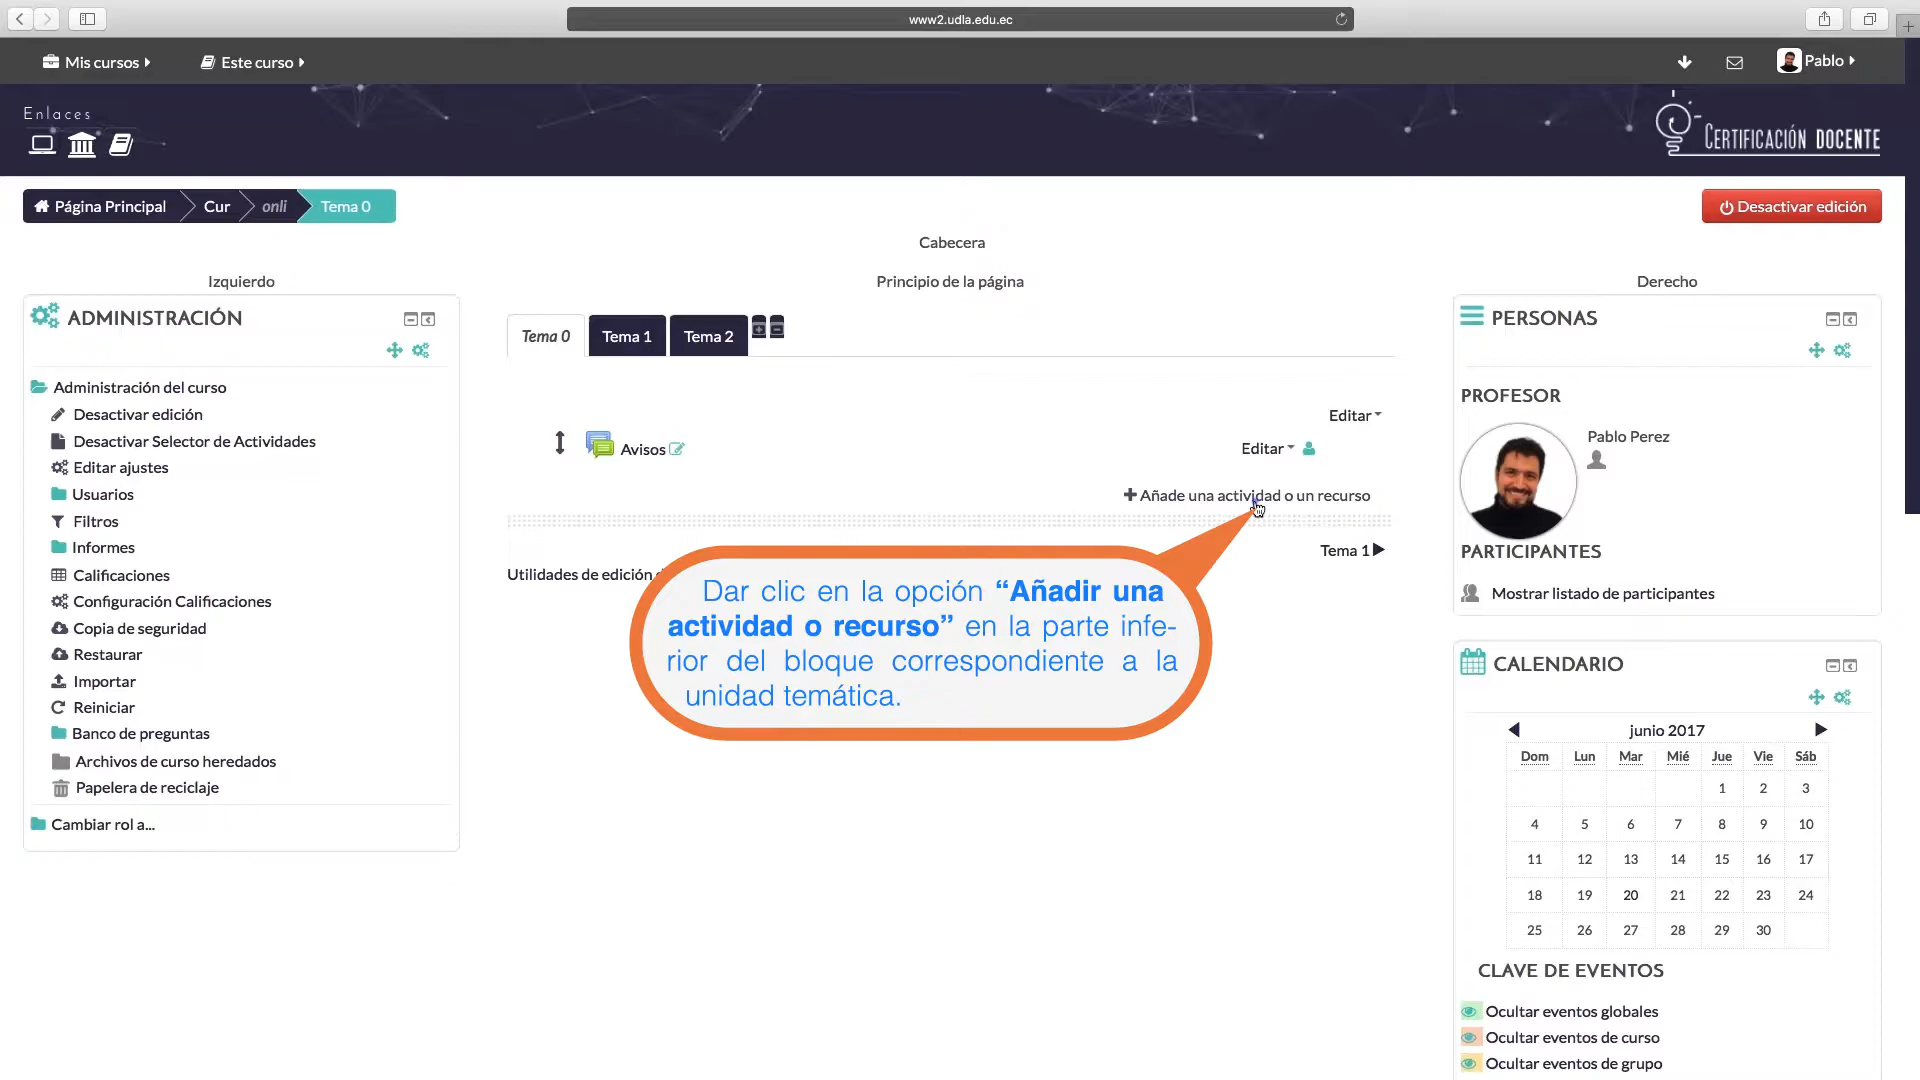 www2.udla.edu.ec
Mis cursos
Este curso
Pablo
Enlaces
CERTIFICACIÓN DOCENTE
Página Principal
Cur
onli
Tema 0
Desactivar edición
Cabecera
Izquierdo
Principio de la página
Derecho
ADMINISTRACIÓN
Administración del curso
Desactivar edición
Desactivar Selector de Actividades
Editar ajustes
Usuarios
Filtros
Informes
Calificaciones
Configuración Calificaciones
Copia de seguridad
Restaurar
Importar
Reiniciar
Banco de preguntas
Archivos de curso heredados
Papelera de reciclaje
Cambiar rol a...
Tema 0
Tema 1
Tema 2
Editar
Avisos
Editar
Añade una actividad o un recurso
Tema 1
Utilidades de edición
Dar clic en la opción “Añadir una
actividad o recurso” en la parte infe-
rior del bloque correspondiente a la
unidad temática.
PERSONAS
PROFESOR
Pablo Perez
PARTICIPANTES
Mostrar listado de participantes
CALENDARIO
junio 2017
Dom Lun Mar Mié Jue Vie Sáb
1 2 3
4 5 6 7 8 9 10
11 12 13 14 15 16 17
18 19 20 21 22 23 24
25 26 27 28 29 30
CLAVE DE EVENTOS
Ocultar eventos globales
Ocultar eventos de curso
Ocultar eventos de grupo